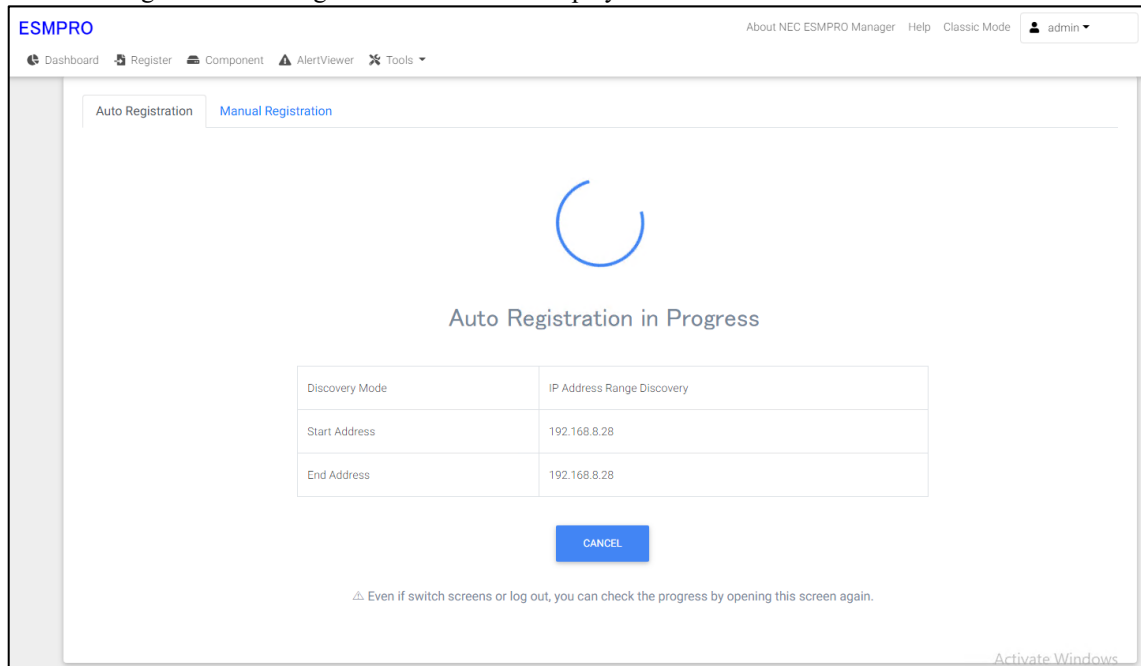 ESMPRO
About NEC ESMPRO Manager Help Classic Mode admin
Dashboard Register Component AlertViewer Tools
Auto Registration Manual Registration
Auto Registration in Progress
Discovery Mode IP Address Range Discovery
Start Address 192.168.8.28
End Address 192.168.8.28
CANCEL
Even if switch screens or log out, you can check the progress by opening this screen again.
Activate Windows